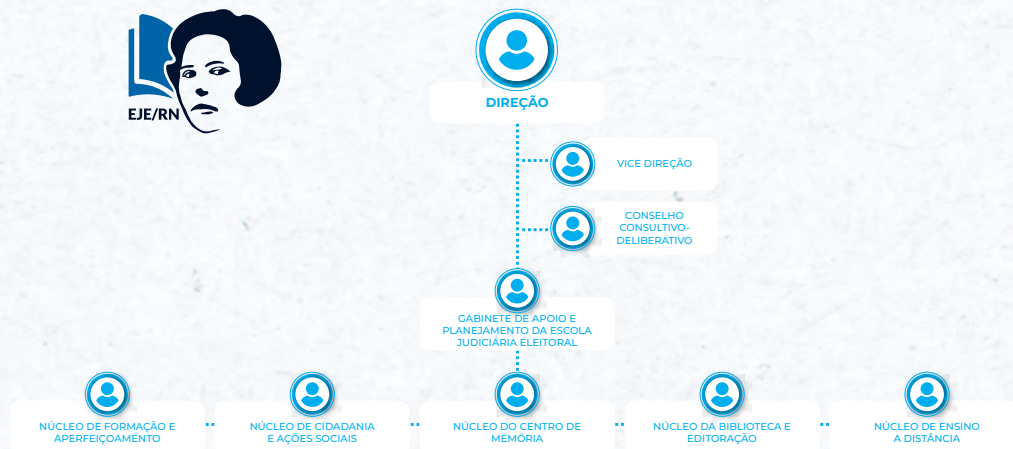 EJE/RN
DIREÇÃO
VICE DIREÇÃO
CONSELHO
CONSULTIVO-
DELIBERATIVO
GABINETE DE APOIO E
PLANEJAMENTO DA ESCOLA
JUDICIÁRIA ELEITORAL
NÚCLEO DE FORMAÇÃO E
APERFEIÇOAMENTO
NÚCLEO DE CIDADANIA
E AÇÕES SOCIAIS
NÚCLEO DO CENTRO DE
MEMÓRIA
NÚCLEO DA BIBLIOTECA E
EDITORAÇÃO
NÚCLEO DE ENSINO
A DISTÂNCIA